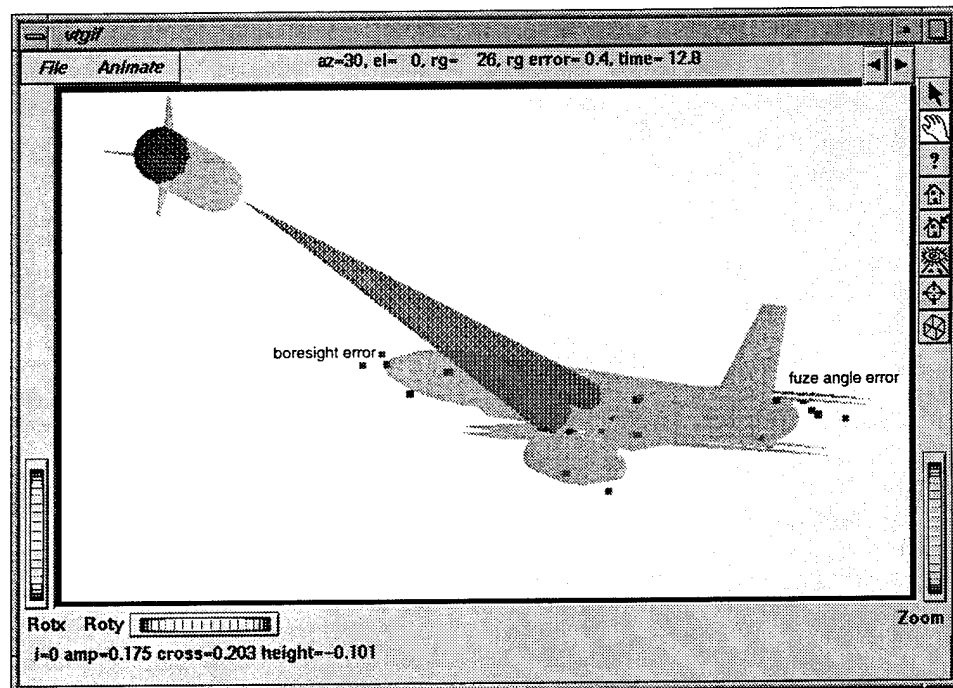 vtgif
File Animate az=30, el= 0, rg= 26, rg error= 0.4, time= 12.8
?
boresight error
fuze angle error
Rotx Roty Zoom
i=0 amp=0.175 cross=0.203 height=-0.101